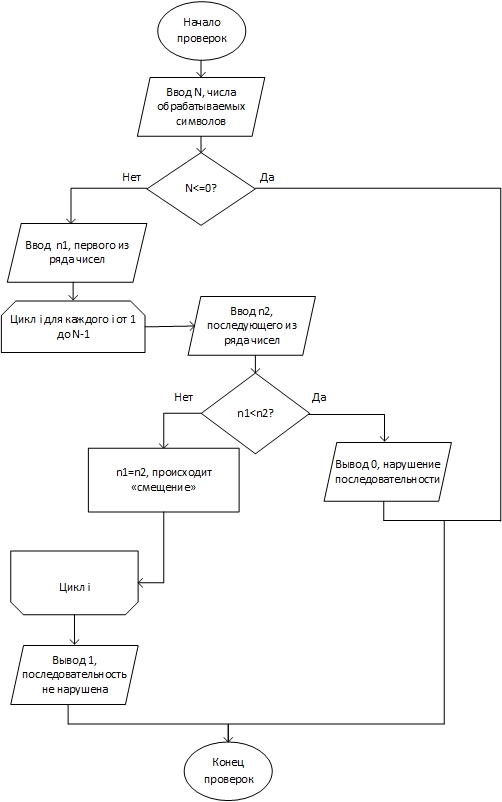 Начало
проверок
Ввод N, числа
обрабатываемых
символов
Нет
Да
N<=0?
Ввод n1, первого из
ряда чисел
Цикл i для каждого i от 1
до N-1
Ввод n2,
последующего из
ряда чисел
Нет
Да
n1<n2?
n1=n2, происходит
«смещение»
Вывод 0, нарушение
последовательности
Цикл i
Вывод 1,
последовательность
не нарушена
Конец
проверок